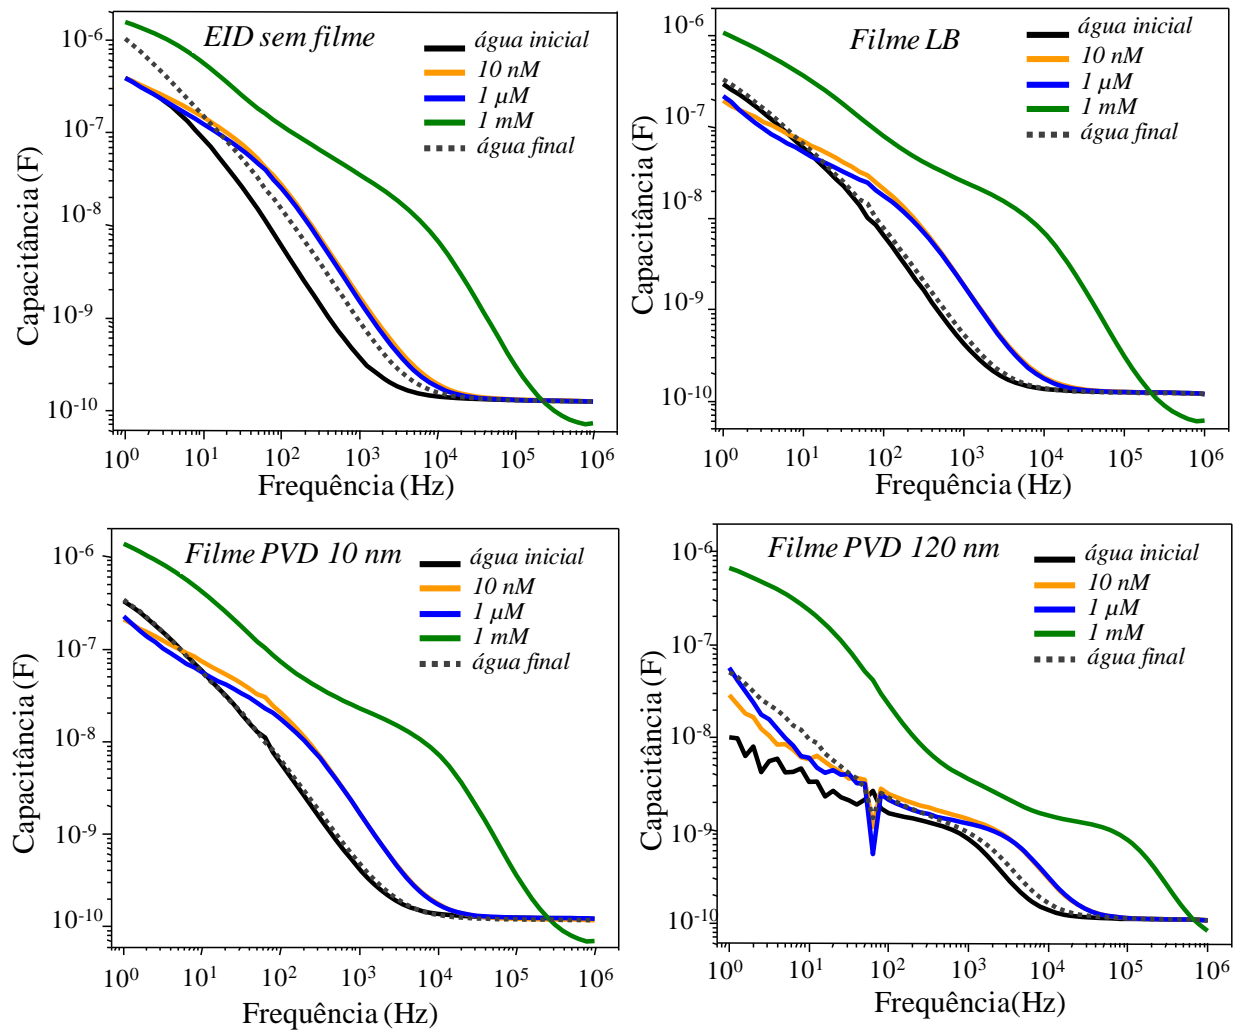 EID sem filme
água inicial
10 nM
1 µM
1 mM
água final
Capacitância (F)
10⁻⁶
10⁻⁷
10⁻⁸
10⁻⁹
10⁻¹⁰
10⁰ 10¹ 10² 10³ 10⁴ 10⁵ 10⁶
Frequência (Hz)
Filme LB
água inicial
10 nM
1 µM
1 mM
água final
Capacitância (F)
10⁻⁶
10⁻⁷
10⁻⁸
10⁻⁹
10⁻¹⁰
10⁰ 10¹ 10² 10³ 10⁴ 10⁵ 10⁶
Frequência (Hz)
Filme PVD 10 nm
água inicial
10 nM
1 µM
1 mM
água final
Capacitância (F)
10⁻⁶
10⁻⁷
10⁻⁸
10⁻⁹
10⁻¹⁰
10⁰ 10¹ 10² 10³ 10⁴ 10⁵ 10⁶
Frequência (Hz)
Filme PVD 120 nm
água inicial
10 nM
1 µM
1 mM
água final
Capacitância (F)
10⁻⁶
10⁻⁷
10⁻⁸
10⁻⁹
10⁻¹⁰
10⁰ 10¹ 10² 10³ 10⁴ 10⁵ 10⁶
Frequência(Hz)